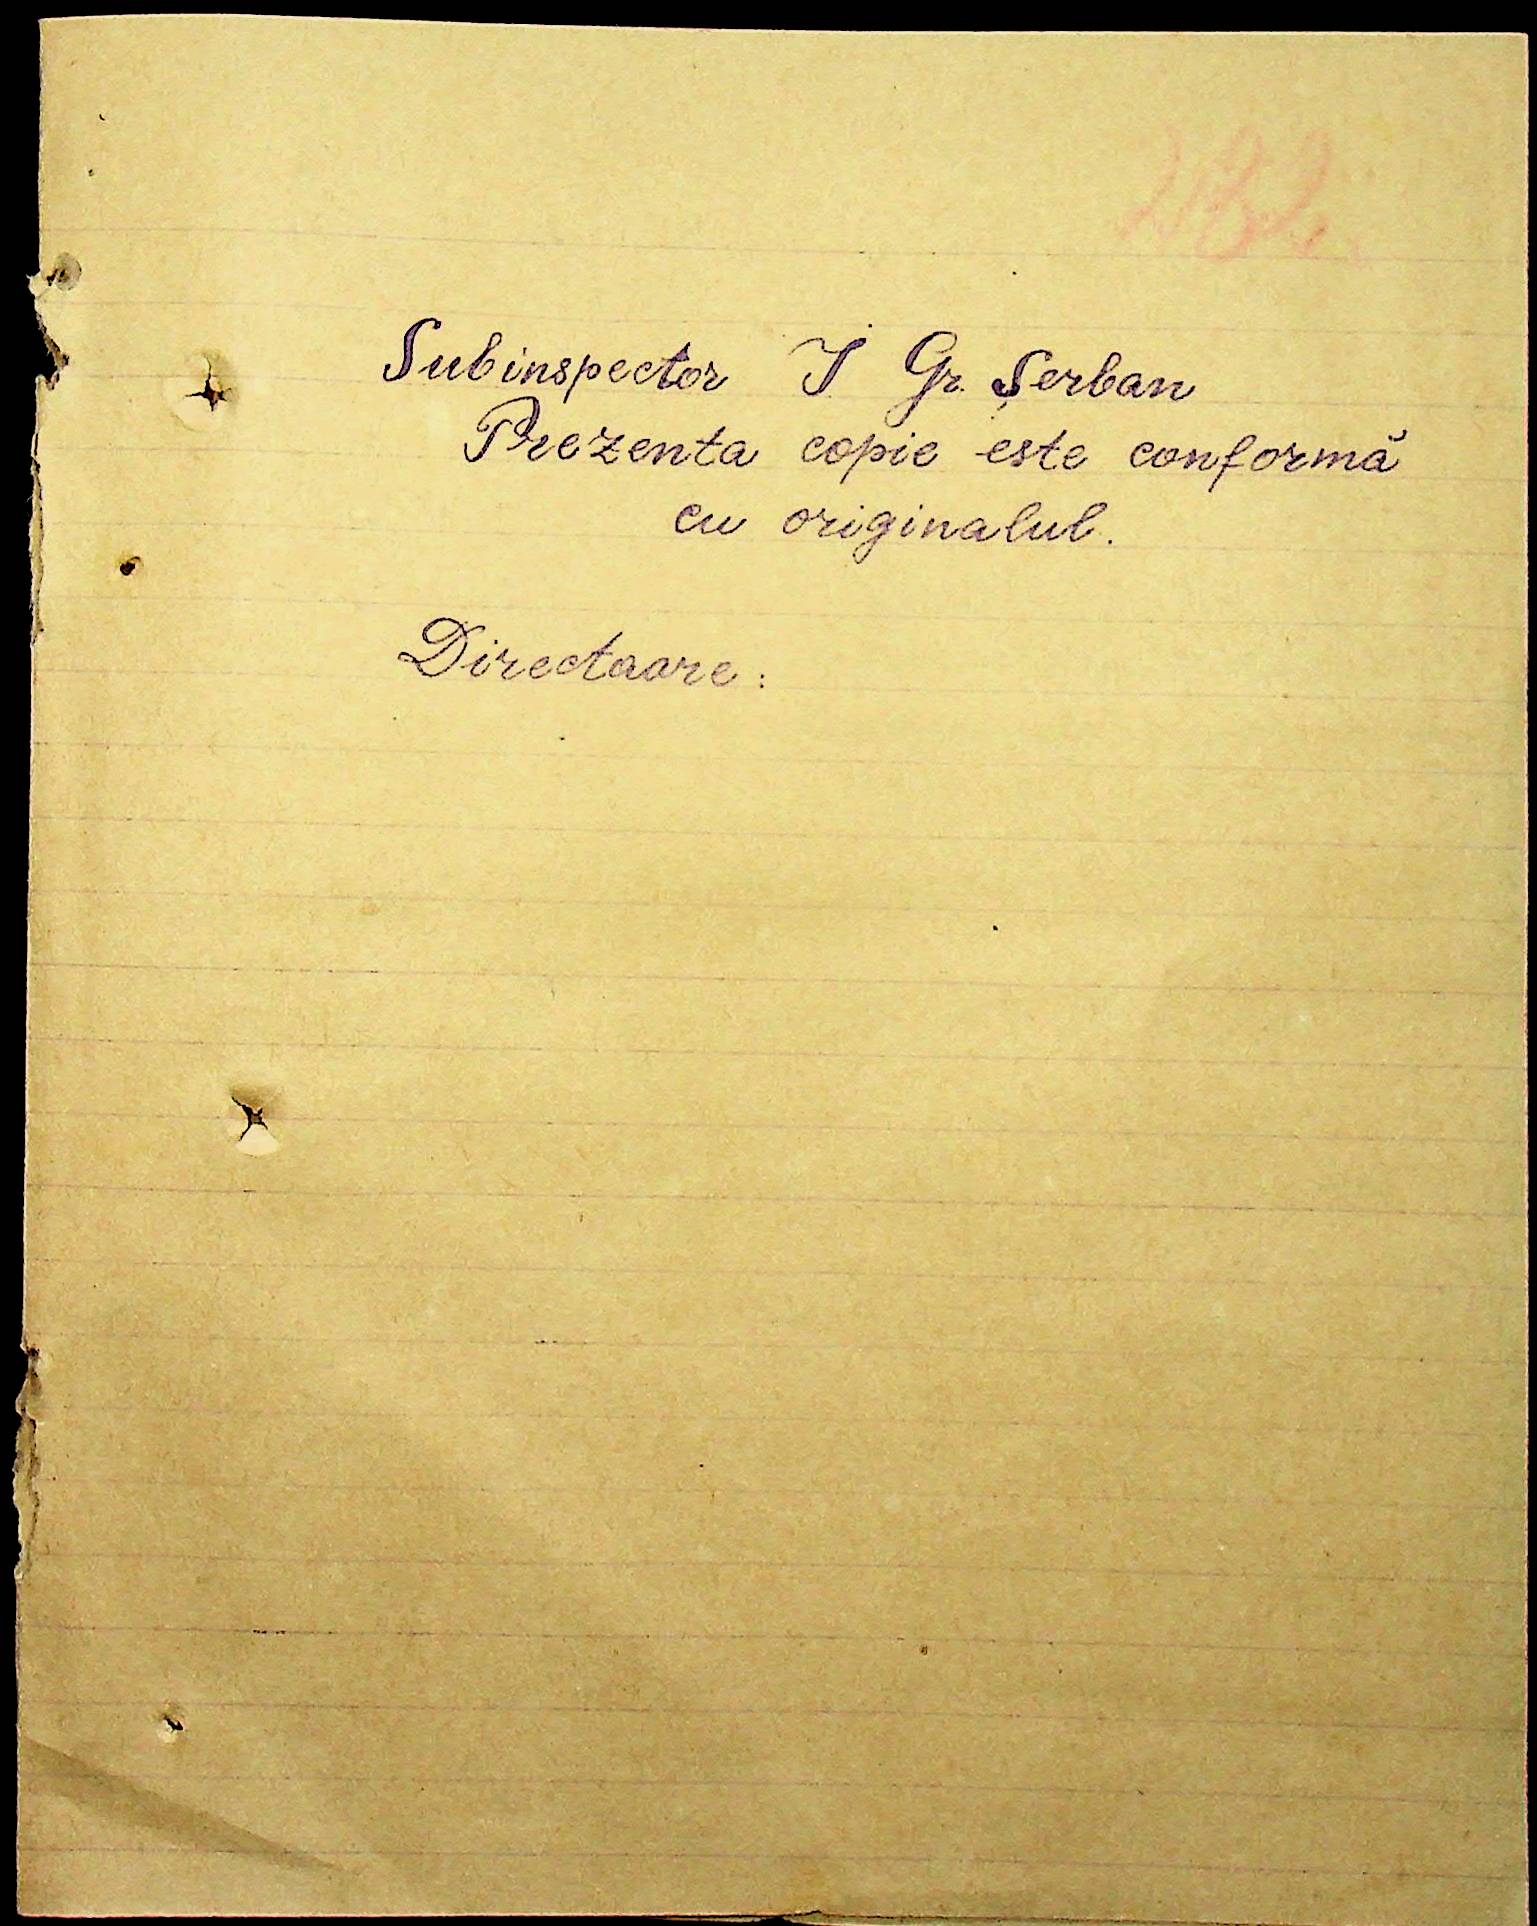 Subinspector I Gr. Șerban
Prezenta copie este conformă
cu originalul.
Directoare: